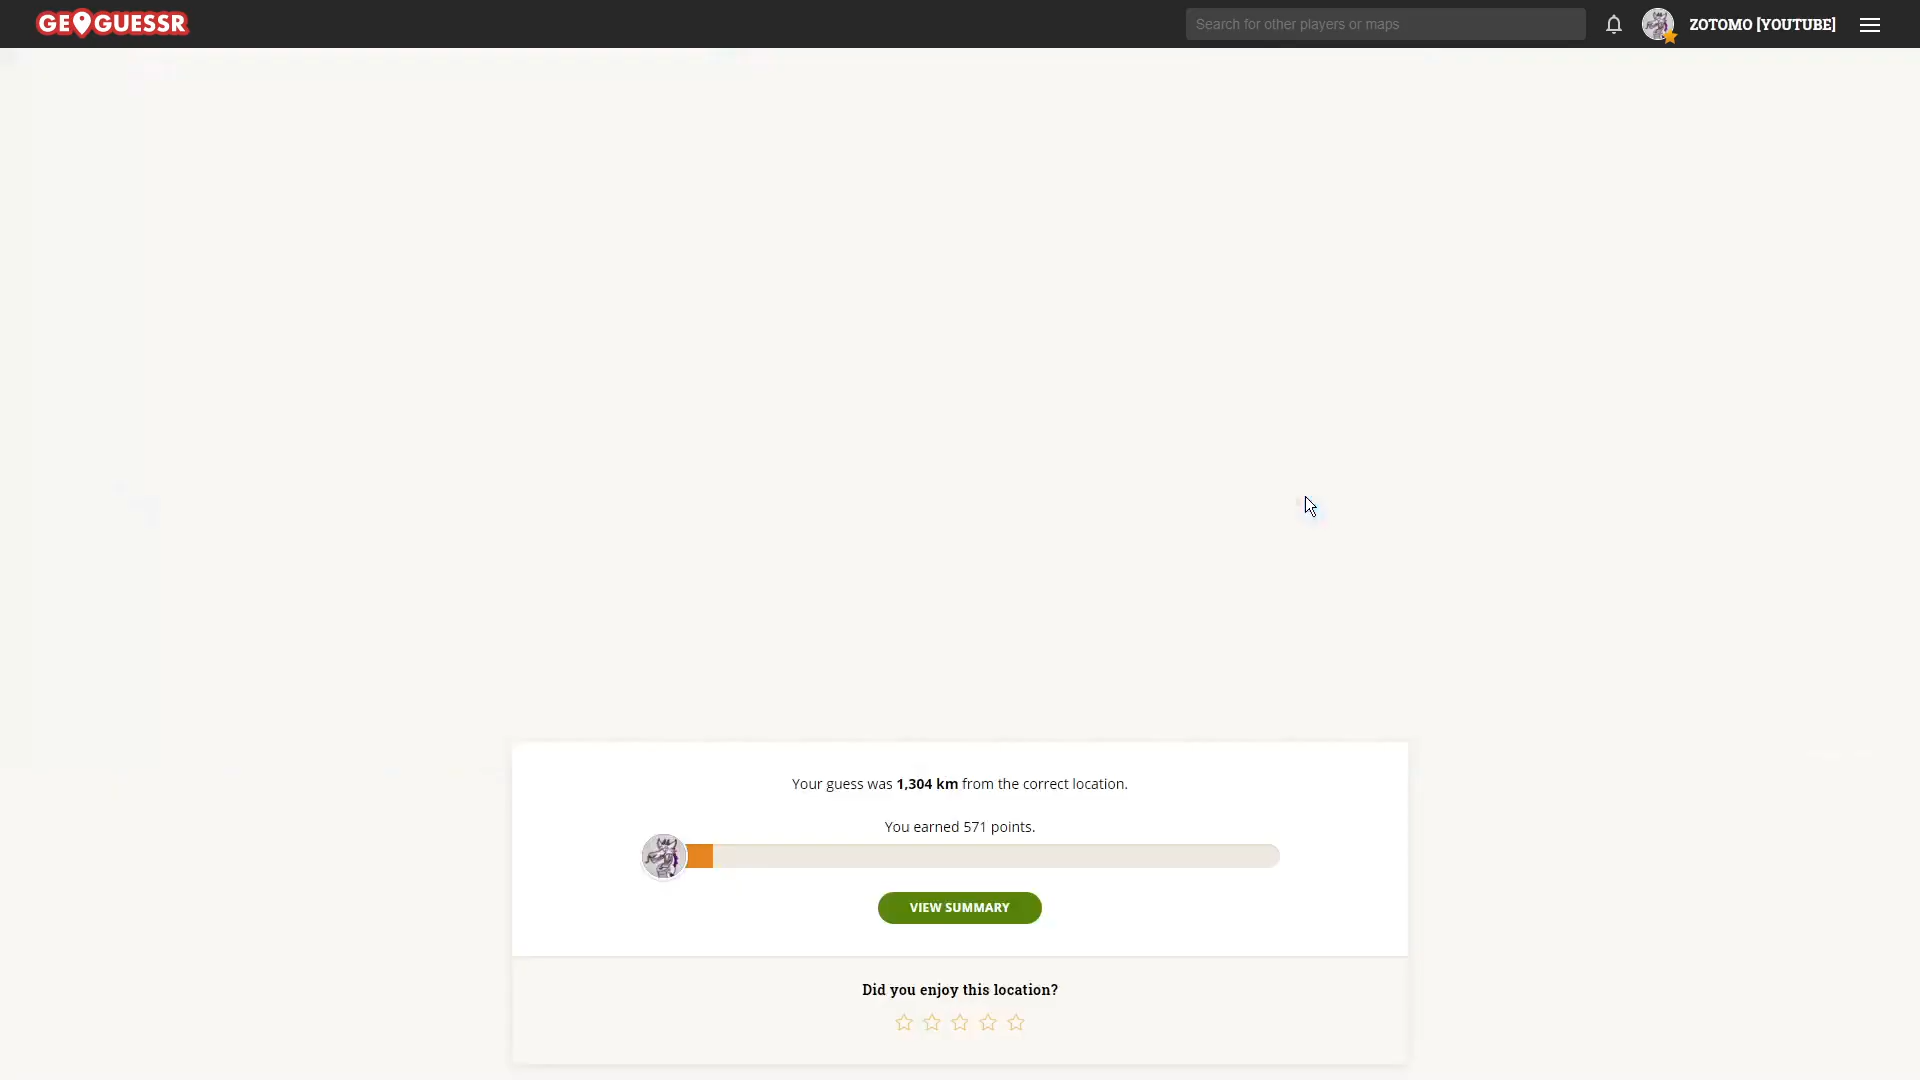 GEOGUESSR
Search for other players or maps
ZOTOMO [YOUTUBE]
Your guess was 1,304 km from the correct location.
You earned 571 points.
VIEW SUMMARY
Did you enjoy this location?